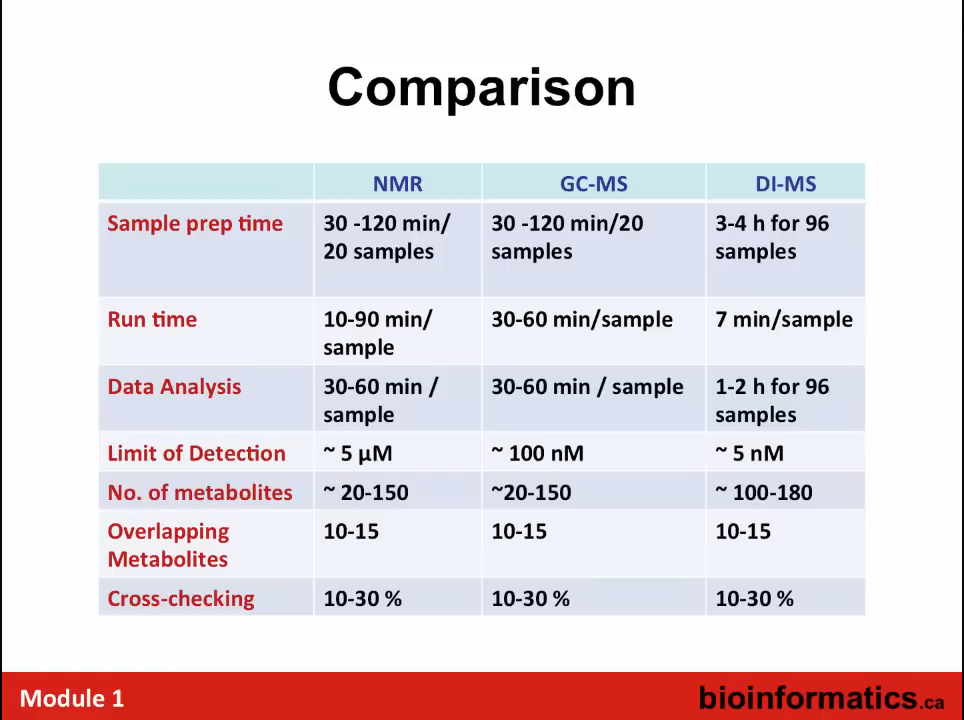 Comparison
NMR GC-MS DI-MS
Sample prep time 30 -120 min/ 30 -120 min/20 3-4 h for 96
20 samples samples samples
Run time 10-90 min/ 30-60 min/sample 7 min/sample
sample
Data Analysis 30-60 min / 30-60 min / sample 1-2 h for 96
sample samples
Limit of Detection ~ 5 µM ~ 100 nM ~ 5 nM
No. of metabolites ~ 20-150 ~20-150 ~ 100-180
Overlapping 10-15 10-15 10-15
Metabolites
Cross-checking 10-30 % 10-30 % 10-30 %
Module 1 bioinformatics.ca